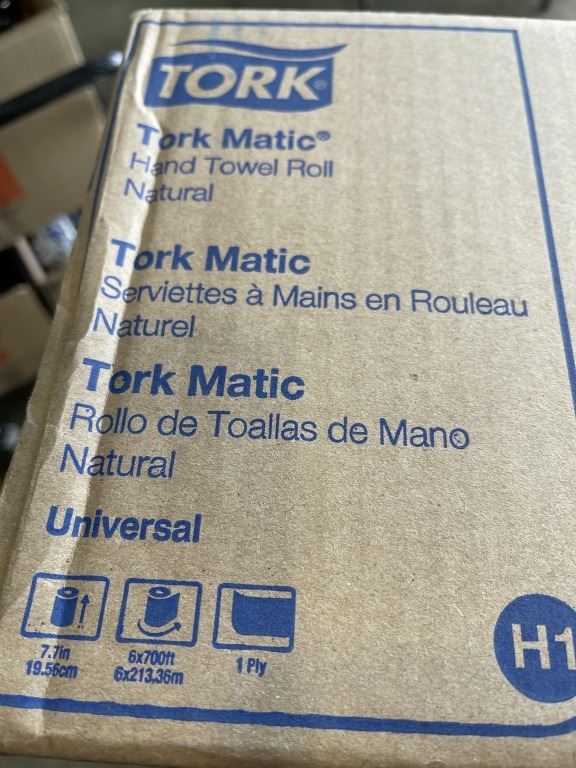 TORK®
Tork Matic®
Hand Towel Roll
Natural
Tork Matic
Serviettes à Mains en Rouleau
Naturel
Tork Matic
Rollo de Toallas de Mano
Natural
Universal
7.7in
19.56cm
6x700ft
6x213.36m
1 Ply
H1